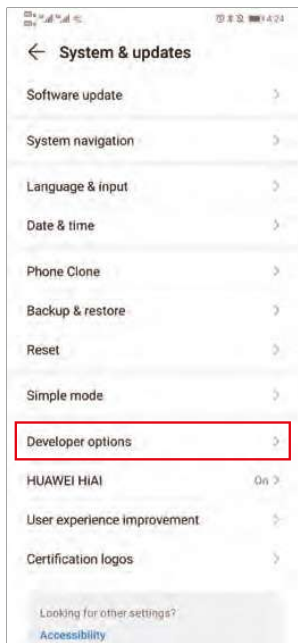 4:24
System & updates
Software update
System navigation
Language & input
Date & time
Phone Clone
Backup & restore
Reset
Simple mode
Developer options
HUAWEI HiAI On
User experience improvement
Certification logos
Looking for other settings?
Accessibility